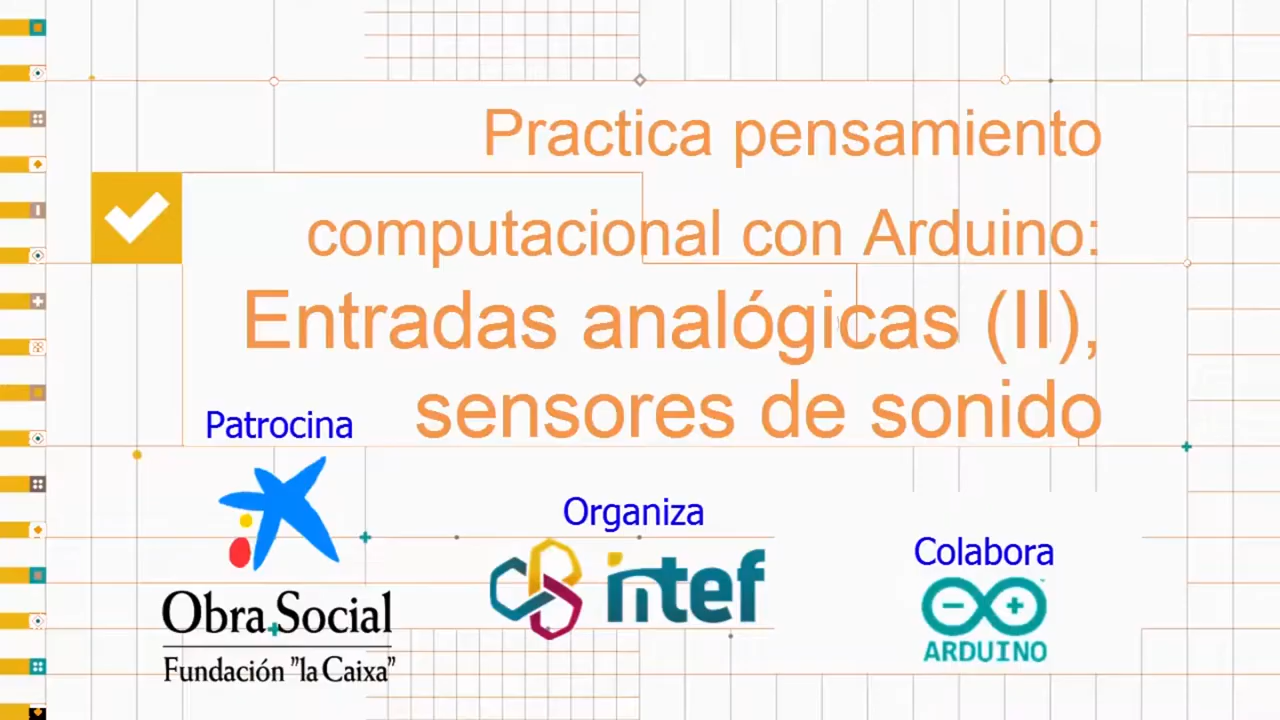 Practica pensamiento
computacional con Arduino:
Entradas analógicas (II),
sensores de sonido
Patrocina
Obra Social
Fundación "la Caixa"
Organiza
intef
Colabora
ARDUINO